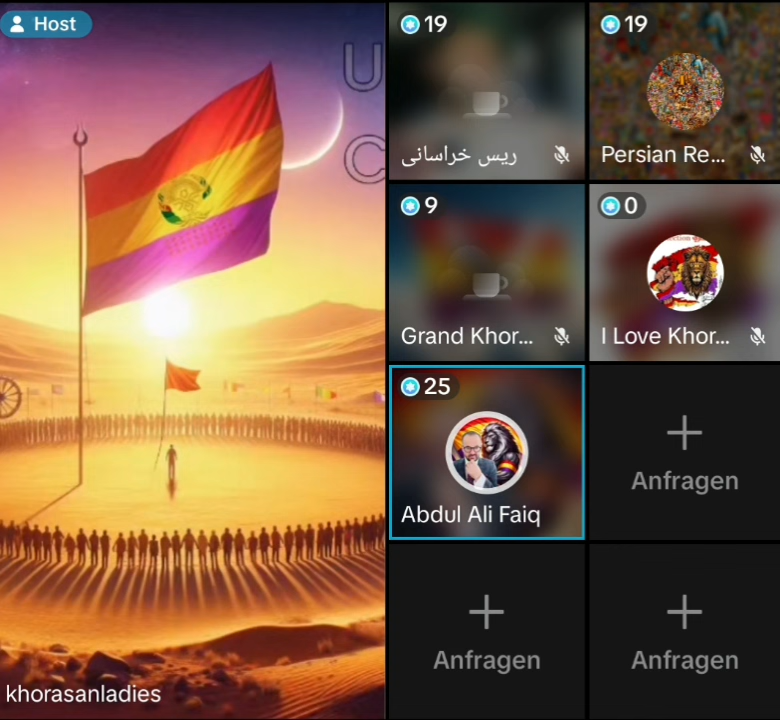 Host
U
C
khorasanladies
19
ریس خراسانی
19
Persian Re...
9
Grand Khor...
0
I Love Khor...
25
Abdul Ali Faiq
Anfragen
Anfragen
Anfragen